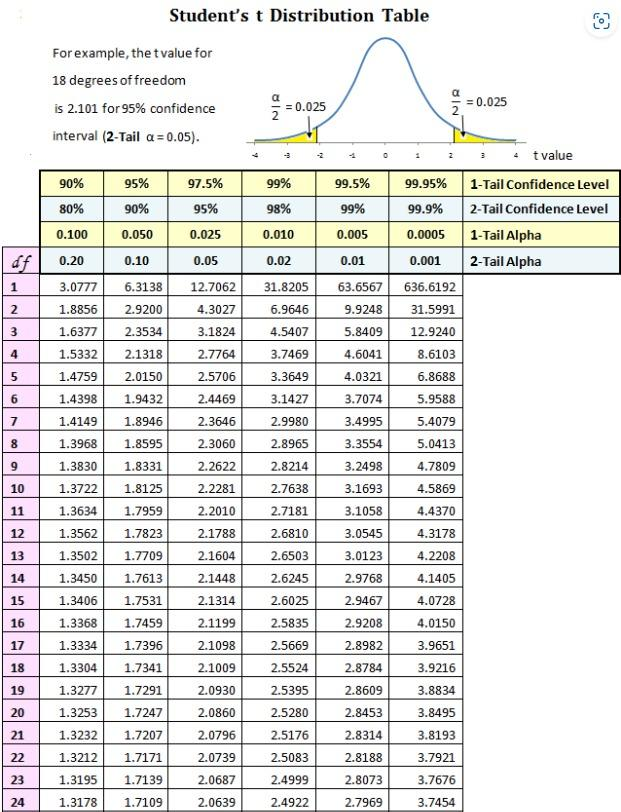 Student's t Distribution Table
For example, the t value for
18 degrees of freedom
is 2.101 for 95% confidence
interval (2-Tail α = 0.05).
α/2 = 0.025
α/2 = 0.025
-4 -3 -2 -1 0 1 2 3 4 t value
90% 95% 97.5% 99% 99.5% 99.95% 1-Tail Confidence Level
80% 90% 95% 98% 99% 99.9% 2-Tail Confidence Level
0.100 0.050 0.025 0.010 0.005 0.0005 1-Tail Alpha
df 0.20 0.10 0.05 0.02 0.01 0.001 2-Tail Alpha
1 3.0777 6.3138 12.7062 31.8205 63.6567 636.6192
2 1.8856 2.9200 4.3027 6.9646 9.9248 31.5991
3 1.6377 2.3534 3.1824 4.5407 5.8409 12.9240
4 1.5332 2.1318 2.7764 3.7469 4.6041 8.6103
5 1.4759 2.0150 2.5706 3.3649 4.0321 6.8688
6 1.4398 1.9432 2.4469 3.1427 3.7074 5.9588
7 1.4149 1.8946 2.3646 2.9980 3.4995 5.4079
8 1.3968 1.8595 2.3060 2.8965 3.3554 5.0413
9 1.3830 1.8331 2.2622 2.8214 3.2498 4.7809
10 1.3722 1.8125 2.2281 2.7638 3.1693 4.5869
11 1.3634 1.7959 2.2010 2.7181 3.1058 4.4370
12 1.3562 1.7823 2.1788 2.6810 3.0545 4.3178
13 1.3502 1.7709 2.1604 2.6503 3.0123 4.2208
14 1.3450 1.7613 2.1448 2.6245 2.9768 4.1405
15 1.3406 1.7531 2.1314 2.6025 2.9467 4.0728
16 1.3368 1.7459 2.1199 2.5835 2.9208 4.0150
17 1.3334 1.7396 2.1098 2.5669 2.8982 3.9651
18 1.3304 1.7341 2.1009 2.5524 2.8784 3.9216
19 1.3277 1.7291 2.0930 2.5395 2.8609 3.8834
20 1.3253 1.7247 2.0860 2.5280 2.8453 3.8495
21 1.3232 1.7207 2.0796 2.5176 2.8314 3.8193
22 1.3212 1.7171 2.0739 2.5083 2.8188 3.7921
23 1.3195 1.7139 2.0687 2.4999 2.8073 3.7676
24 1.3178 1.7109 2.0639 2.4922 2.7969 3.7454